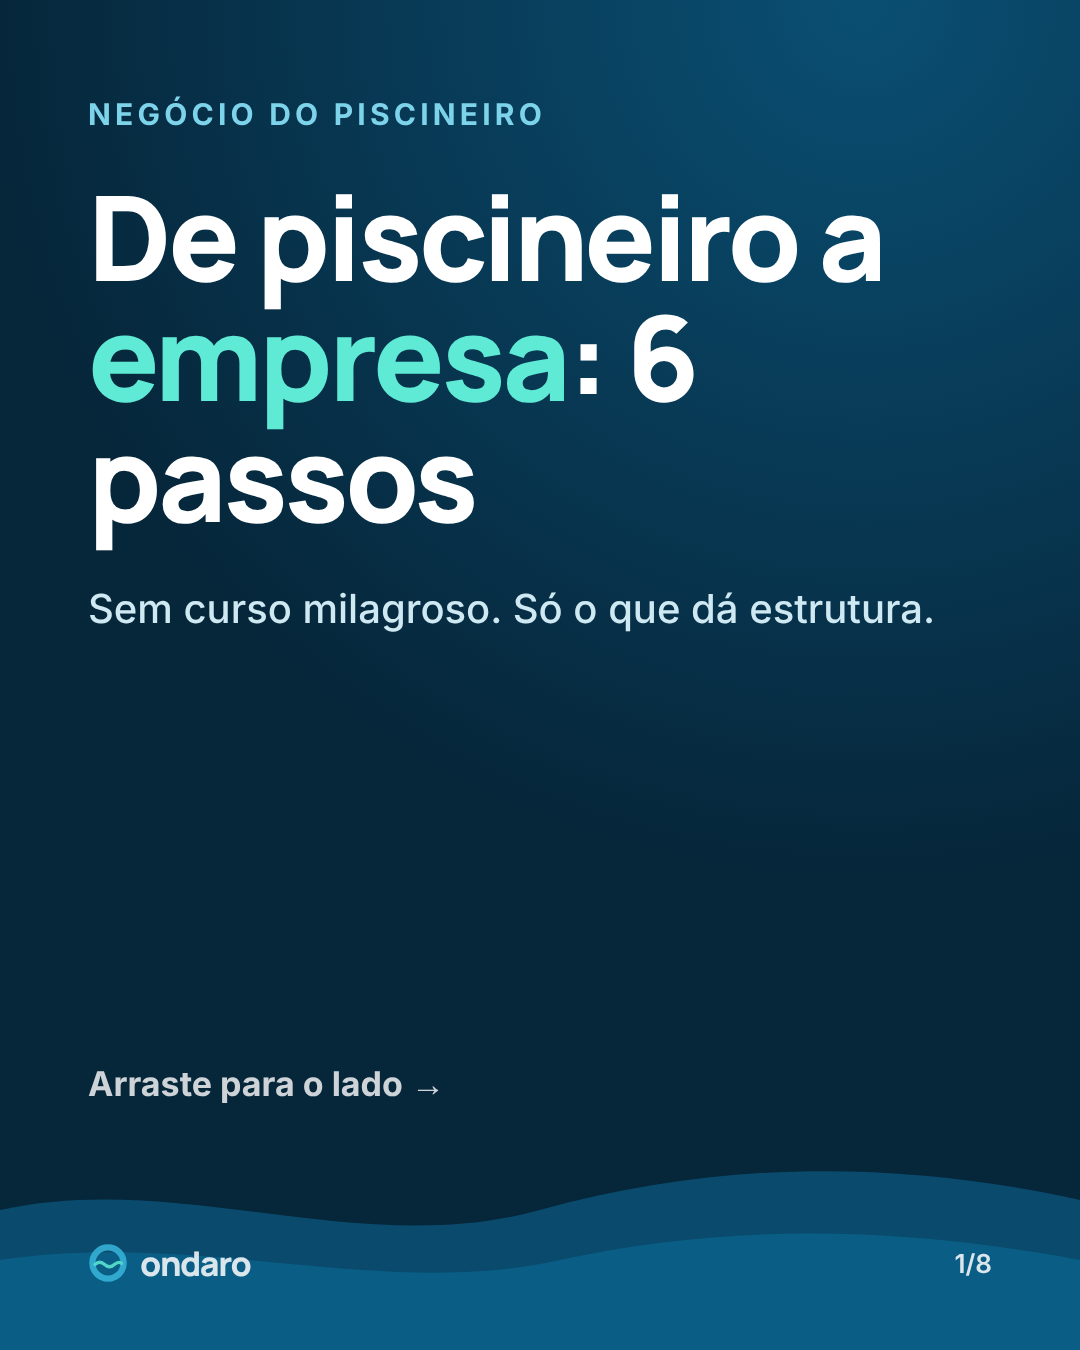 NEGÓCIO DO PISCINEIRO
De piscineiro a
empresa: 6
passos
Sem curso milagroso. Só o que dá estrutura.
Arraste para o lado →
ondaro
1/8